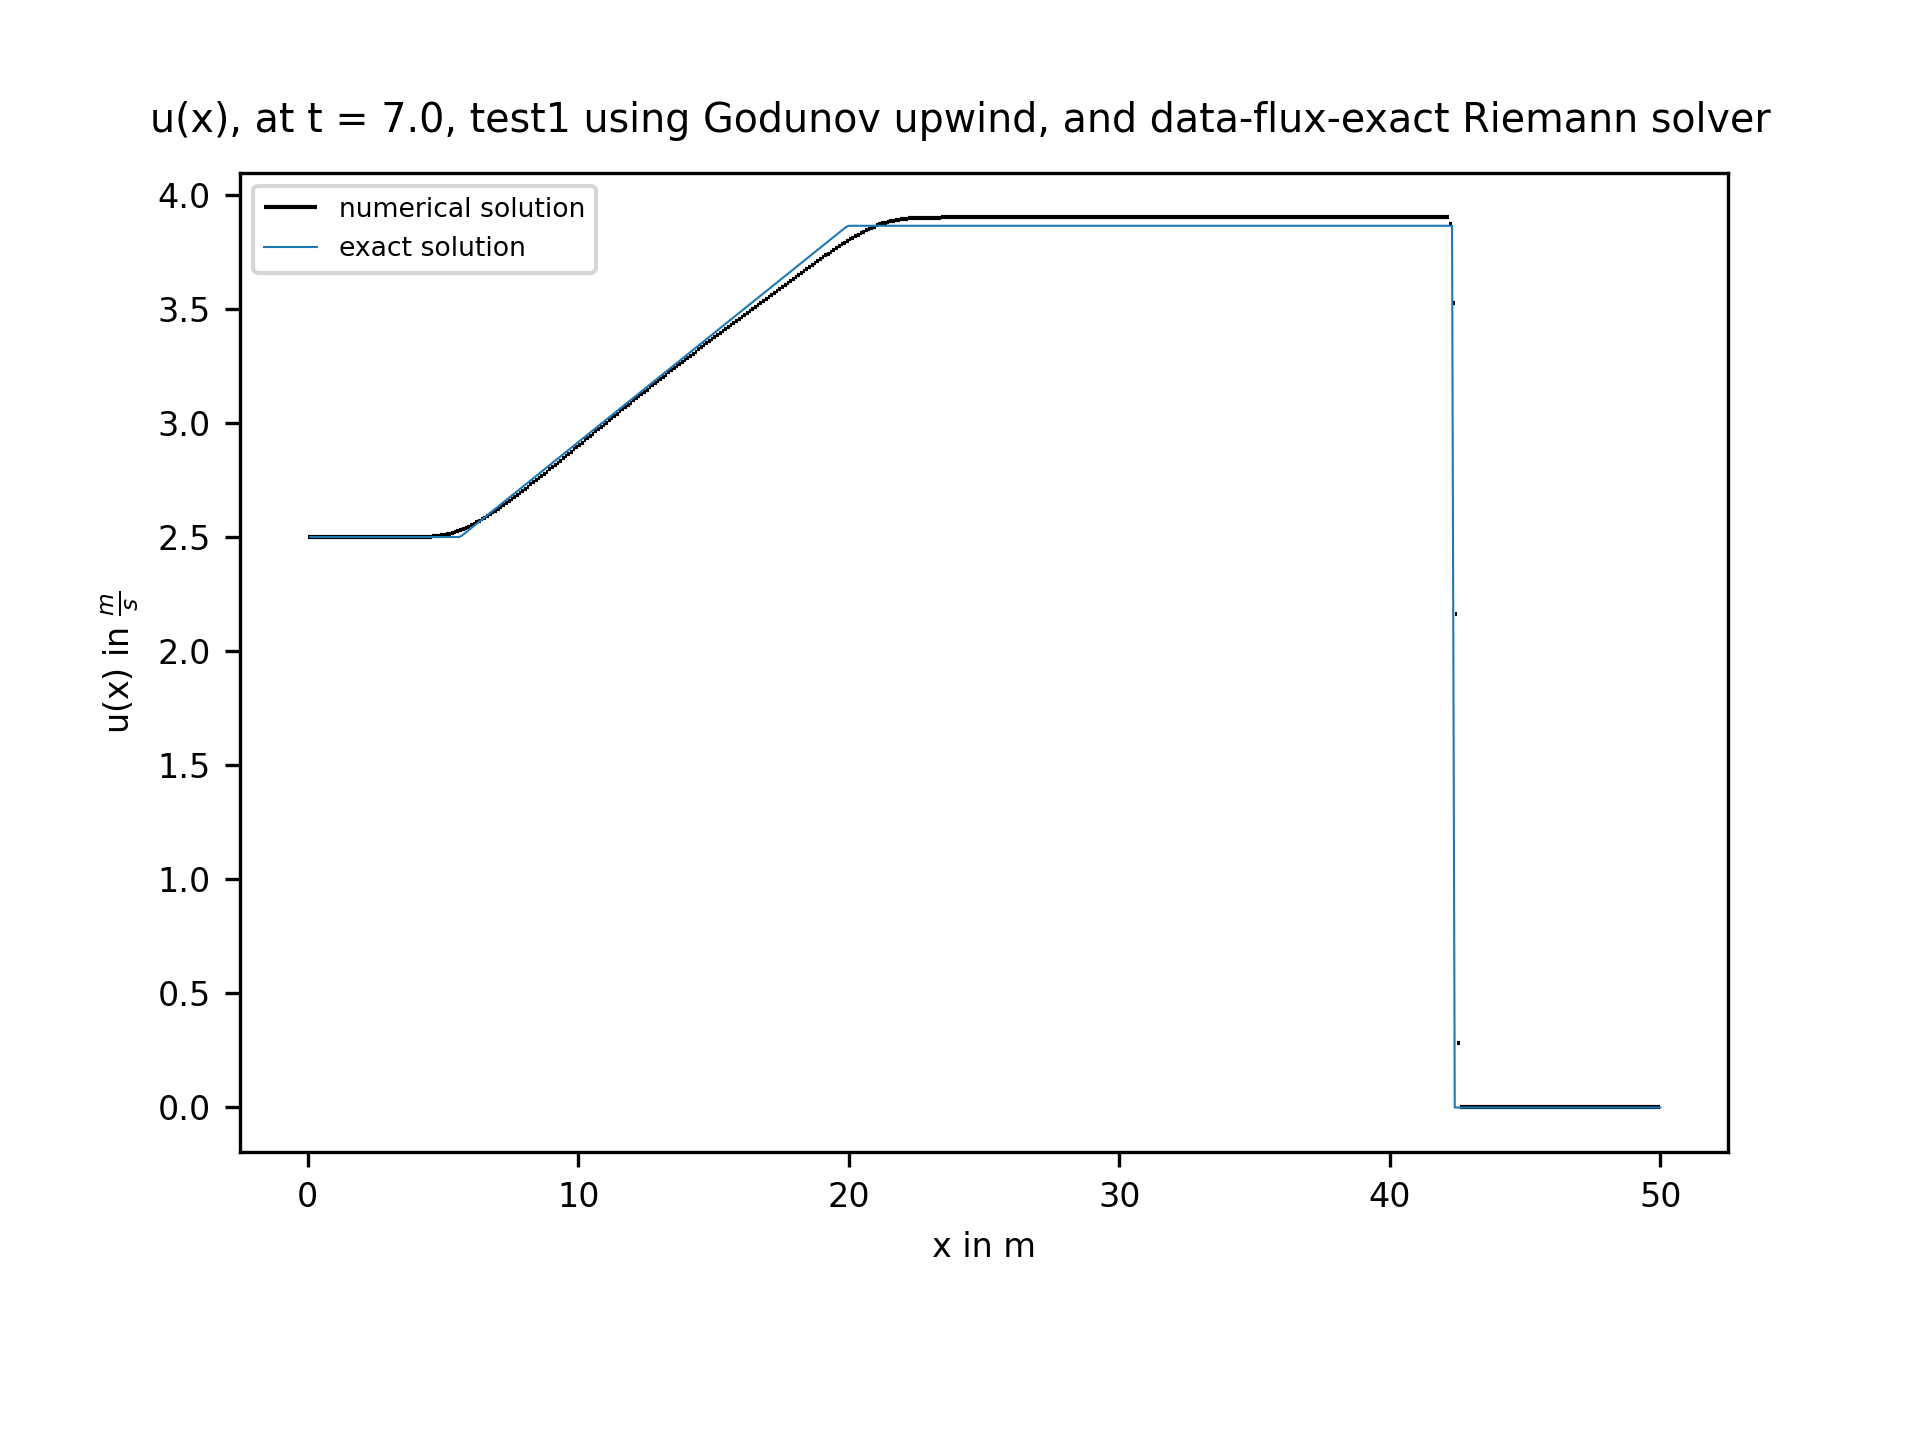 u(x), at t = 7.0, test1 using Godunov upwind, and data-flux-exact Riemann solver
numerical solution
exact solution
4.0
3.5
3.0
2.5
2.0
1.5
1.0
0.5
0.0
u(x) in m/s
0 10 20 30 40 50
x in m